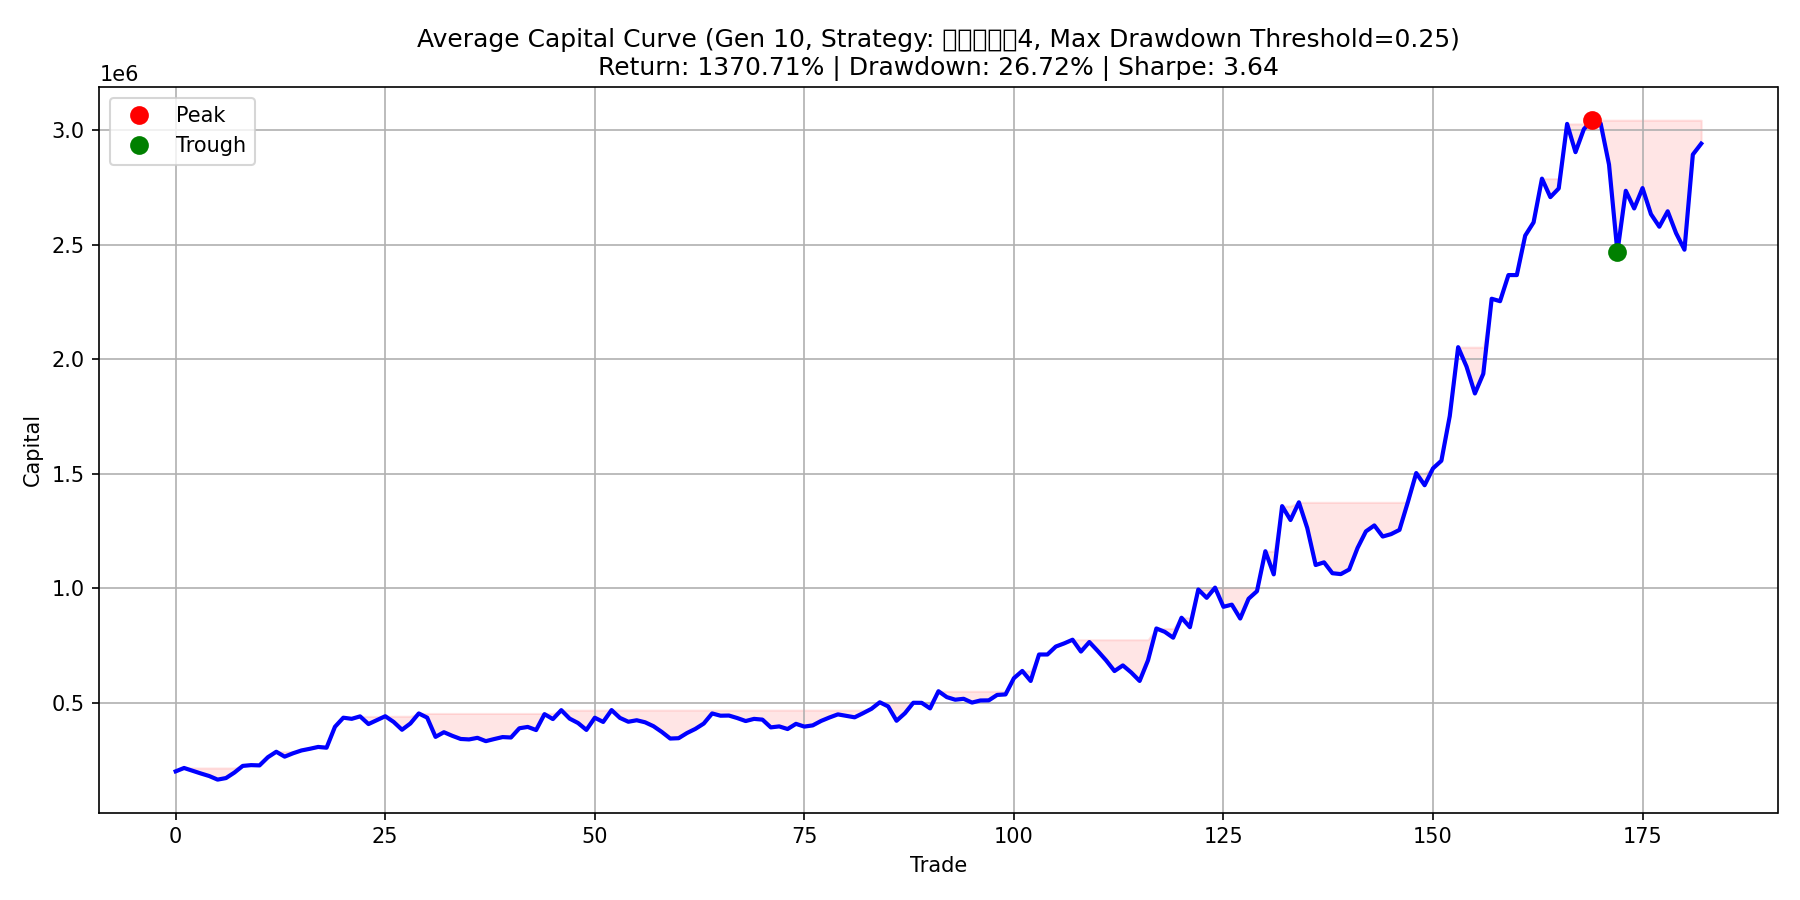 Average Capital Curve (Gen 10, Strategy: 4, Max Drawdown Threshold=0.25)
Return: 1370.71% | Drawdown: 26.72% | Sharpe: 3.64
1e6
Peak
Trough
3.0
2.5
2.0
1.5
1.0
0.5
Capital
0 25 50 75 100 125 150 175
Trade